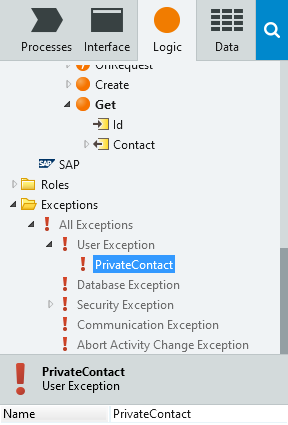 Processes Interface Logic Data
OnRequest
Create
Get
Id
Contact
SAP SAP
Roles
Exceptions
All Exceptions
User Exception
PrivateContact
Database Exception
Security Exception
Communication Exception
Abort Activity Change Exception
PrivateContact
User Exception
Name PrivateContact